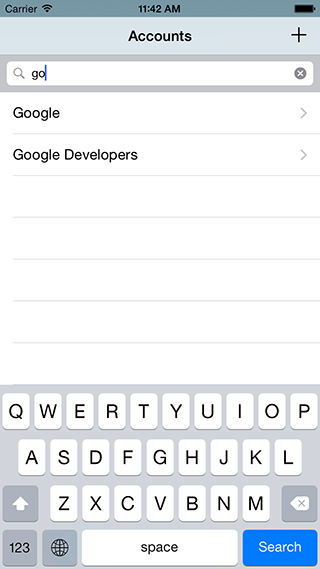 Carrier 11:42 AM
Accounts +
go
Google
Google Developers
Q W E R T Y U I O P
A S D F G H J K L
Z X C V B N M
123 space Search